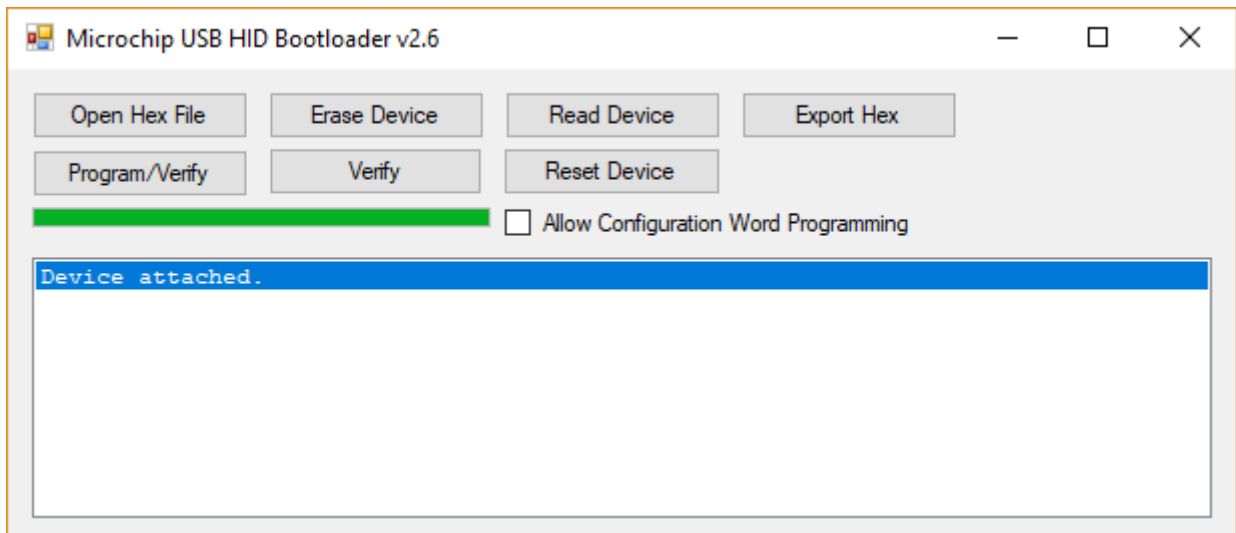 Microchip USB HID Bootloader v2.6
Open Hex File Erase Device Read Device Export Hex
Program/Verify Verify Reset Device
Allow Configuration Word Programming
Device attached.